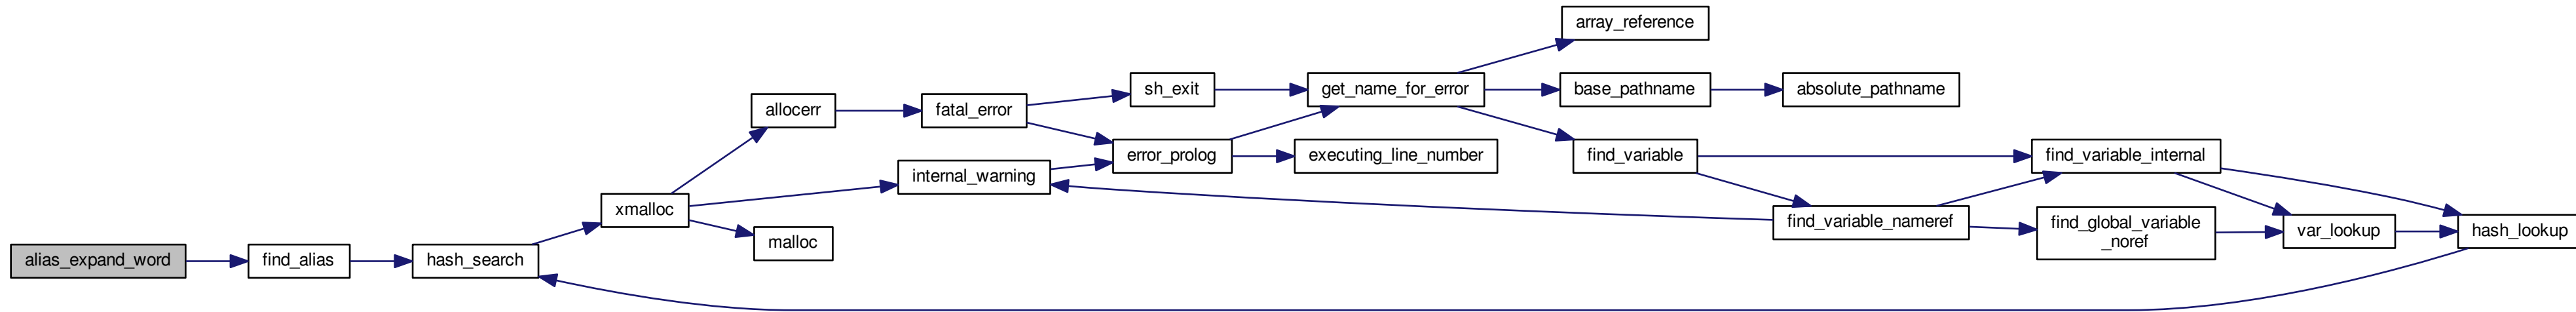 alias_expand_word
find_alias
hash_search
xmalloc
allocerr
internal_warning
malloc
fatal_error
sh_exit
error_prolog
get_name_for_error
executing_line_number
array_reference
base_pathname
find_variable
absolute_pathname
find_variable_nameref
find_variable_internal
find_global_variable
_noref
var_lookup
hash_lookup